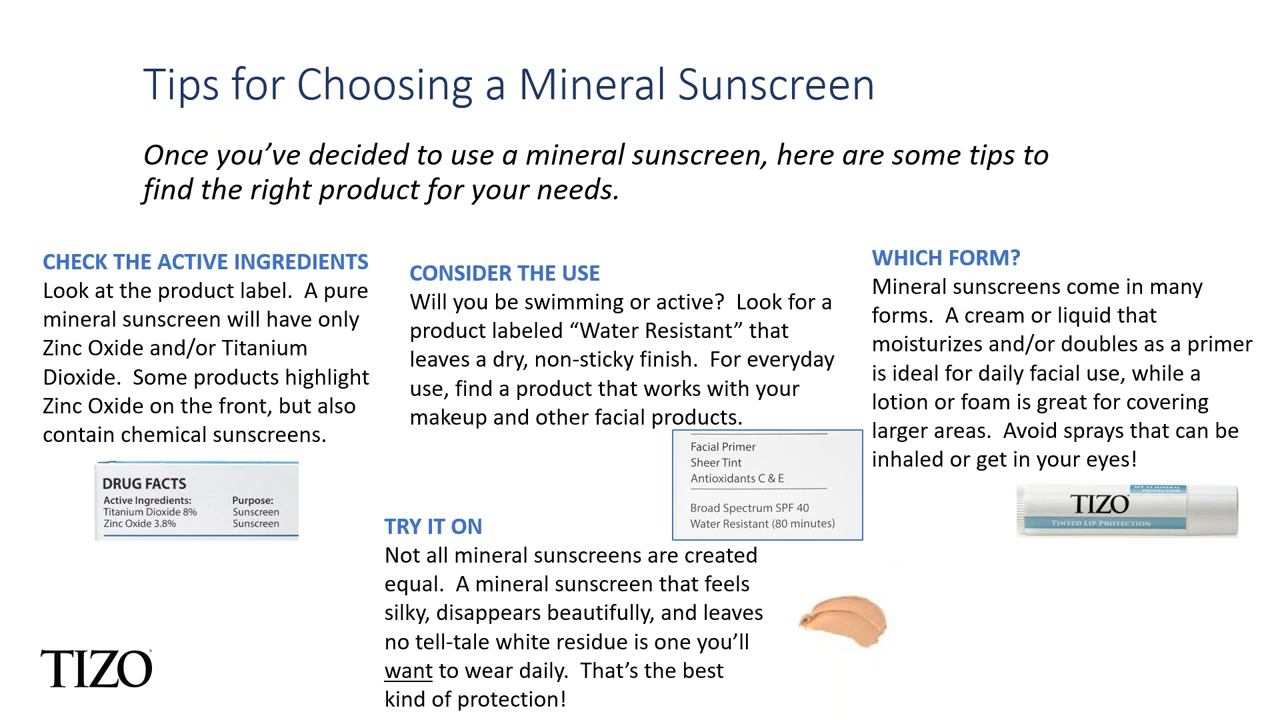 Tips for Choosing a Mineral Sunscreen
Once you’ve decided to use a mineral sunscreen, here are some tips to
find the right product for your needs.
CHECK THE ACTIVE INGREDIENTS
Look at the product label.  A pure
mineral sunscreen will have only
Zinc Oxide and/or Titanium
Dioxide.  Some products highlight
Zinc Oxide on the front, but also
contain chemical sunscreens.
DRUG FACTS
Active Ingredients: Purpose:
Titanium Dioxide 8% Sunscreen
Zinc Oxide 3.8% Sunscreen
CONSIDER THE USE
Will you be swimming or active?  Look for a
product labeled “Water Resistant” that
leaves a dry, non-sticky finish.  For everyday
use, find a product that works with your
makeup and other facial products.
Facial Primer
Sheer Tint
Antioxidants C & E
Broad Spectrum SPF 40
Water Resistant (80 minutes)
WHICH FORM?
Mineral sunscreens come in many
forms.  A cream or liquid that
moisturizes and/or doubles as a primer
is ideal for daily facial use, while a
lotion or foam is great for covering
larger areas.  Avoid sprays that can be
inhaled or get in your eyes!
SPF 45 MINERAL
PROTECTION
TIZO
TINTED LIP PROTECTION
TRY IT ON
Not all mineral sunscreens are created
equal.  A mineral sunscreen that feels
silky, disappears beautifully, and leaves
no tell-tale white residue is one you’ll
want to wear daily.  That’s the best
kind of protection!
TIZO